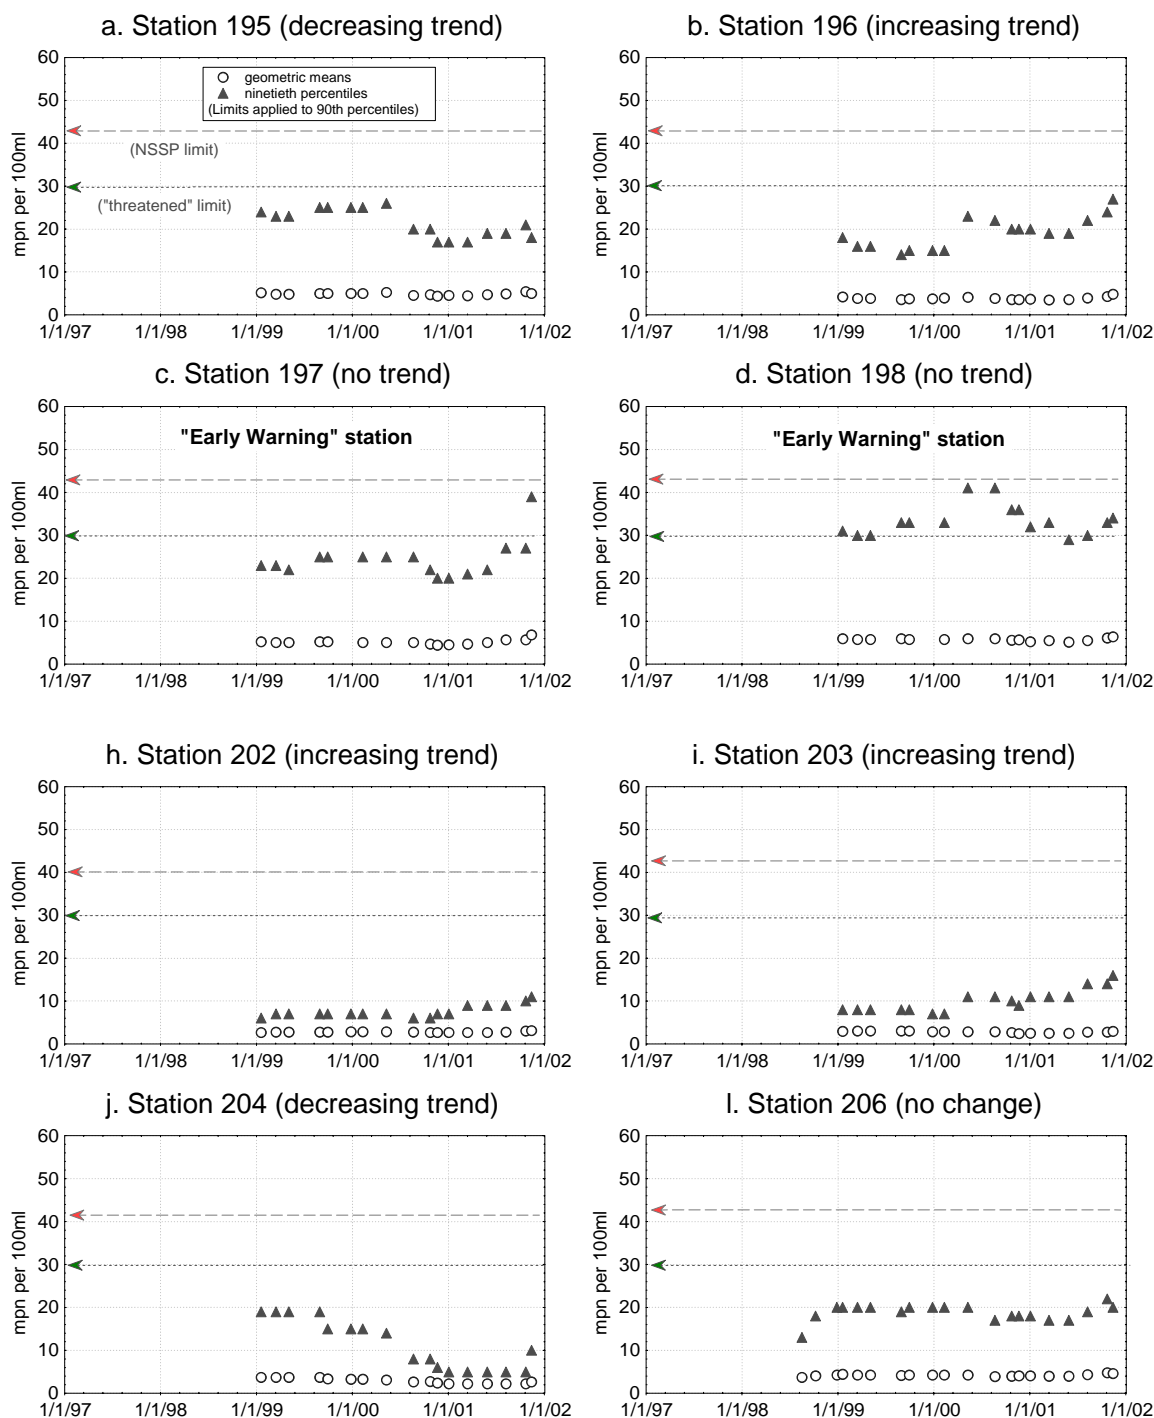 a. Station 195 (decreasing trend)
60
50
40
30
20
10
0
mpn per 100ml
geometric means
ninetieth percentiles
(Limits applied to 90th percentiles)
(NSSP limit)
("threatened" limit)
1/1/97 1/1/98 1/1/99 1/1/00 1/1/01 1/1/02
b. Station 196 (increasing trend)
60
50
40
30
20
10
0
mpn per 100ml
1/1/97 1/1/98 1/1/99 1/1/00 1/1/01 1/1/02
c. Station 197 (no trend)
60
50
40
30
20
10
0
mpn per 100ml
"Early Warning" station
1/1/97 1/1/98 1/1/99 1/1/00 1/1/01 1/1/02
d. Station 198 (no trend)
60
50
40
30
20
10
0
mpn per 100ml
"Early Warning" station
1/1/97 1/1/98 1/1/99 1/1/00 1/1/01 1/1/02
h. Station 202 (increasing trend)
60
50
40
30
20
10
0
mpn per 100ml
1/1/97 1/1/98 1/1/99 1/1/00 1/1/01 1/1/02
i. Station 203 (increasing trend)
60
50
40
30
20
10
0
mpn per 100ml
1/1/97 1/1/98 1/1/99 1/1/00 1/1/01 1/1/02
j. Station 204 (decreasing trend)
60
50
40
30
20
10
0
mpn per 100ml
1/1/97 1/1/98 1/1/99 1/1/00 1/1/01 1/1/02
l. Station 206 (no change)
60
50
40
30
20
10
0
mpn per 100ml
1/1/97 1/1/98 1/1/99 1/1/00 1/1/01 1/1/02